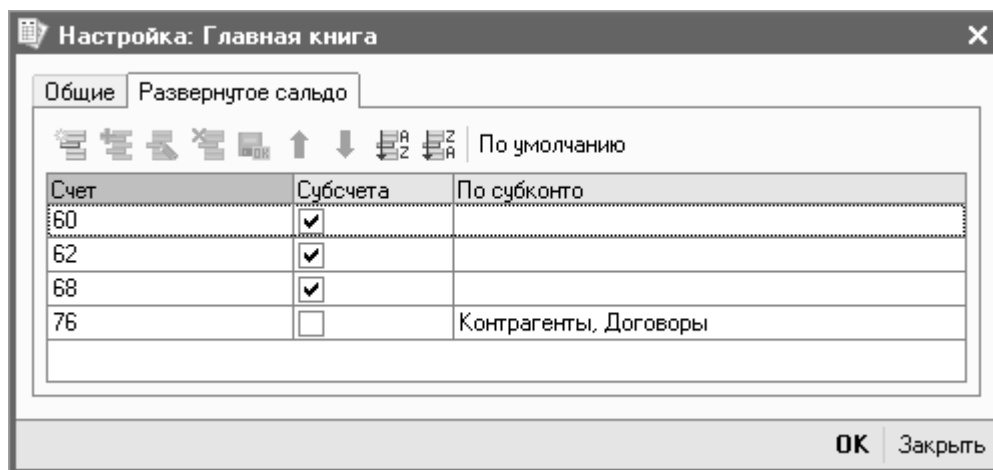 Настройка: Главная книга
Общие Развернутое сальдо
По умолчанию
Счет Субсчета По субконто
60
62
68
76 Контрагенты, Договоры
OK Закрыть